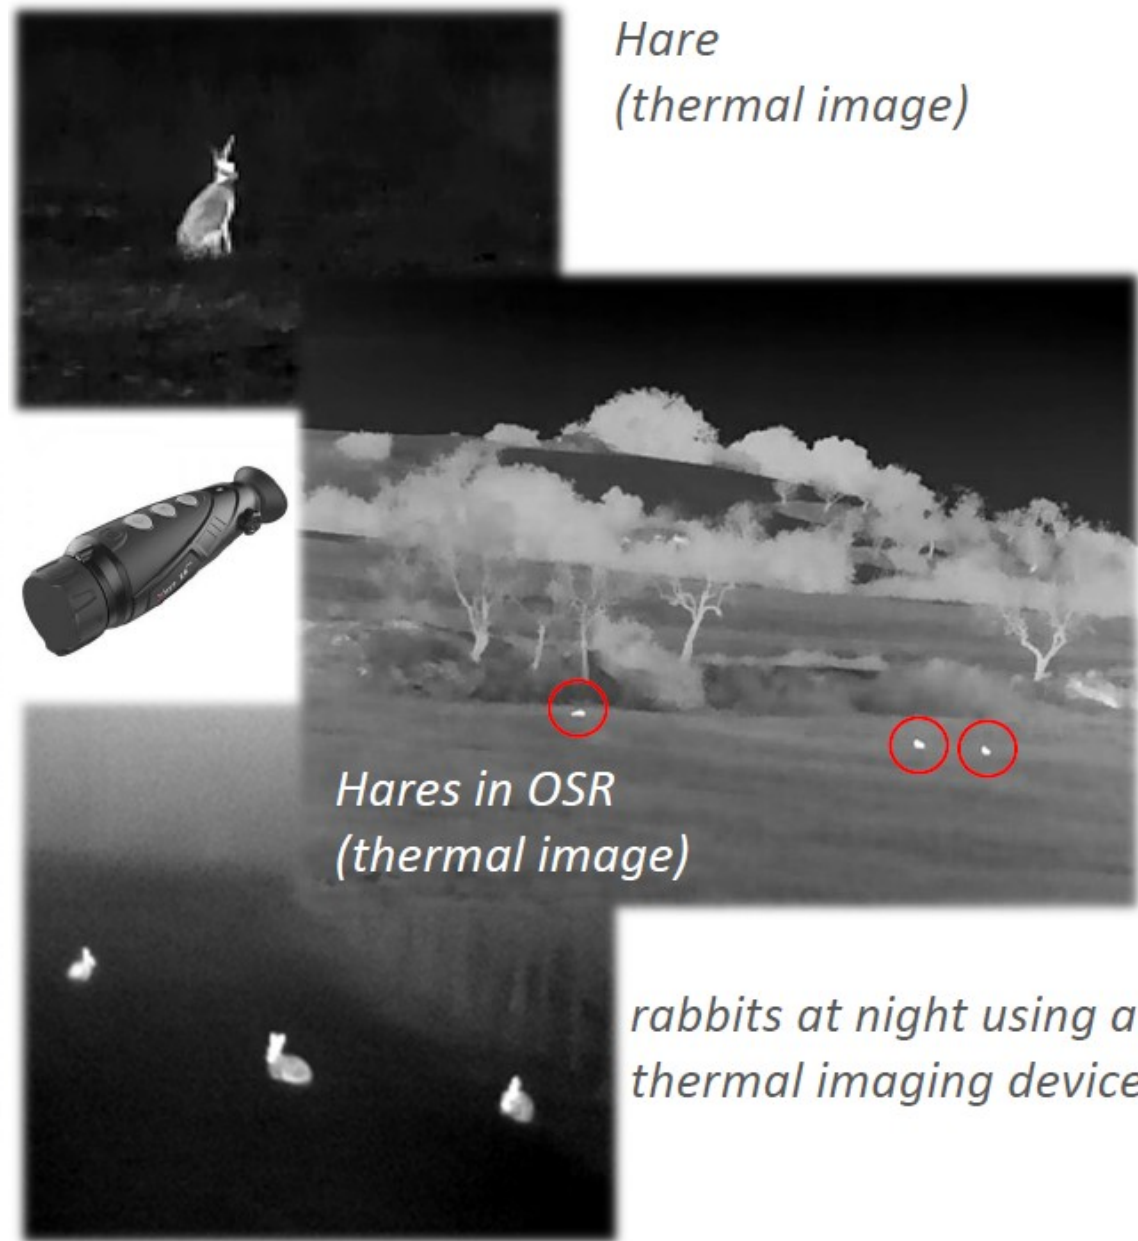 Hare
(thermal image)
Hares in OSR
(thermal image)
rabbits at night using a
thermal imaging device